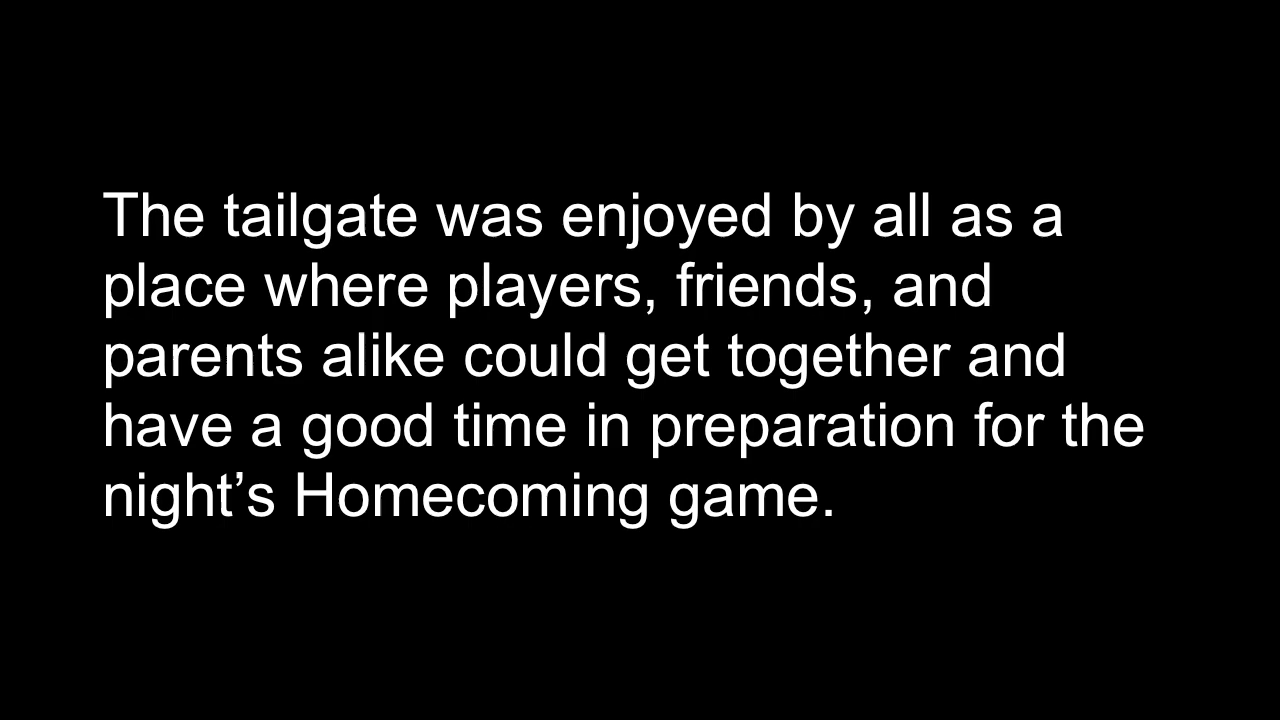 The tailgate was enjoyed by all as a
place where players, friends, and
parents alike could get together and
have a good time in preparation for the
night’s Homecoming game.